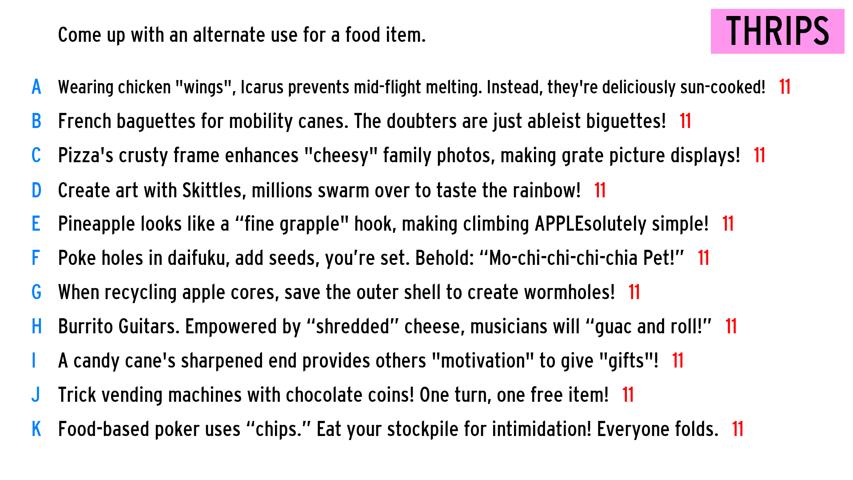 Come up with an alternate use for a food item.
THRIPS
A Wearing chicken "wings", Icarus prevents mid-flight melting. Instead, they're deliciously sun-cooked! 11
B French baguettes for mobility canes. The doubters are just ableist biguettes! 11
C Pizza's crusty frame enhances "cheesy" family photos, making grate picture displays! 11
D Create art with Skittles, millions swarm over to taste the rainbow! 11
E Pineapple looks like a “fine grapple" hook, making climbing APPLEsolutely simple! 11
F Poke holes in daifuku, add seeds, you’re set. Behold: “Mo-chi-chi-chi-chia Pet!” 11
G When recycling apple cores, save the outer shell to create wormholes! 11
H Burrito Guitars. Empowered by “shredded” cheese, musicians will “guac and roll!” 11
I A candy cane's sharpened end provides others "motivation" to give "gifts"! 11
J Trick vending machines with chocolate coins! One turn, one free item! 11
K Food-based poker uses “chips.” Eat your stockpile for intimidation! Everyone folds. 11